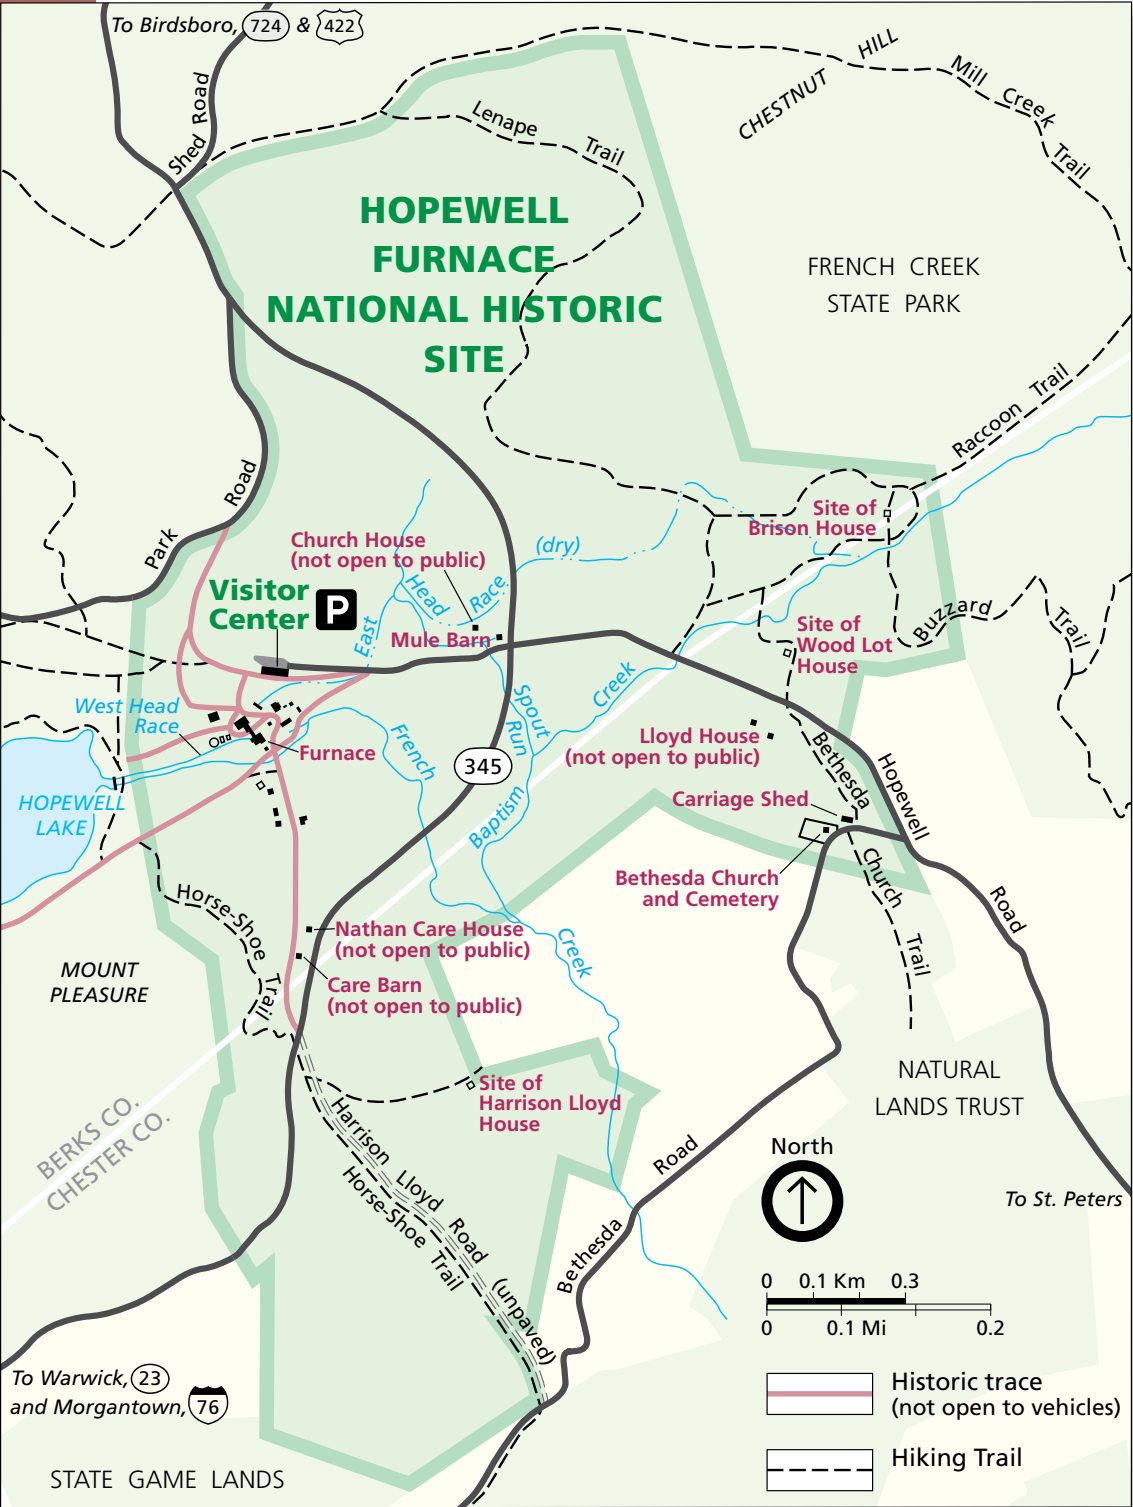 To Birdsboro, 724 & 422
Shed Road
Lenape Trail
CHESTNUT HILL
Mill Creek Trail
HOPEWELL
FURNACE
NATIONAL HISTORIC
SITE
FRENCH CREEK
STATE PARK
Raccoon Trail
Park Road
Church House
(not open to public)
(dry)
Site of
Brison House
Visitor
Center
P
East Head Race
Mule Barn
Site of
Wood Lot
House
Buzzard Trail
West Head
Race
Furnace
French Creek
Spout Run
345
Baptism Creek
Lloyd House
(not open to public)
Bethesda Church Trail
Hopewell Road
HOPEWELL
LAKE
Carriage Shed
Bethesda Church
and Cemetery
Horse-Shoe Trail
Nathan Care House
(not open to public)
MOUNT
PLEASURE
Care Barn
(not open to public)
Site of
Harrison Lloyd
House
NATURAL
LANDS TRUST
BERKS CO.
CHESTER CO.
Harrison Lloyd Road (unpaved)
Horse-Shoe Trail
Bethesda Road
North
To St. Peters
0 0.1 Km 0.3
0 0.1 Mi 0.2
To Warwick, 23
and Morgantown, 76
Historic trace
(not open to vehicles)
Hiking Trail
STATE GAME LANDS